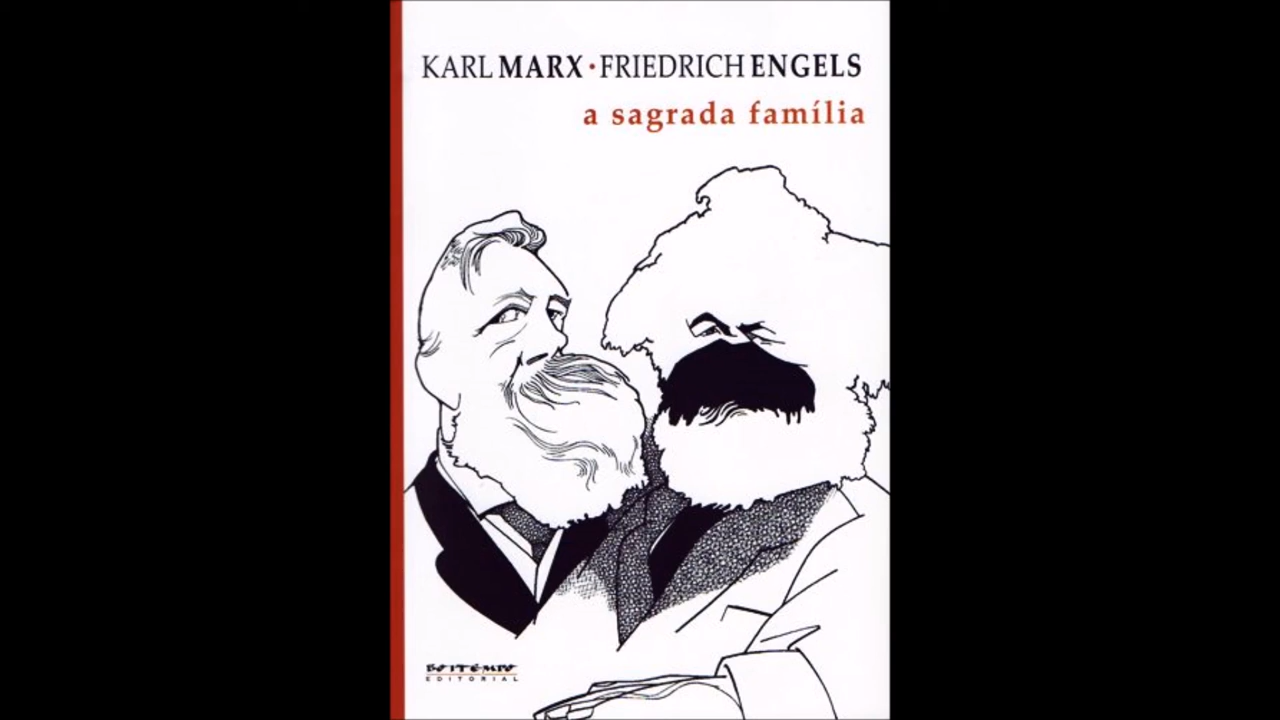 KARL MARX • FRIEDRICH ENGELS
a sagrada família
BOITEMPO
EDITORIAL